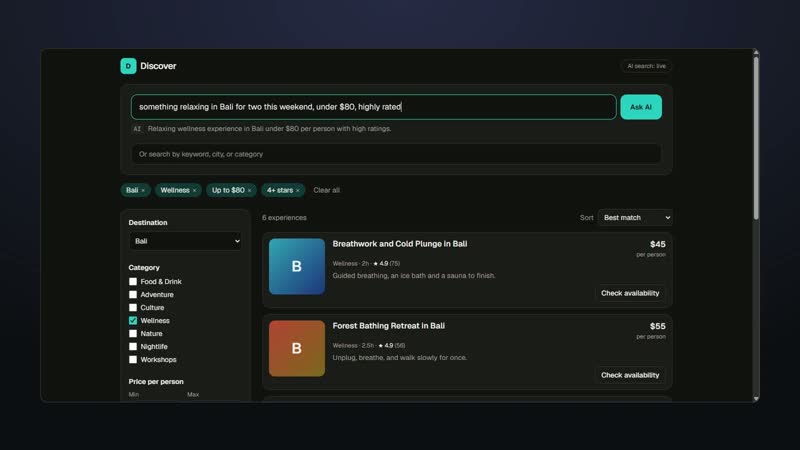 D Discover
AI search: live
something relaxing in Bali for two this weekend, under $80, highly rated
Ask AI
AI Relaxing wellness experience in Bali under $80 per person with high ratings.
Or search by keyword, city, or category
Bali × Wellness × Up to $80 × 4+ stars × Clear all
Destination
Bali
Category
Food & Drink
Adventure
Culture
Wellness
Nature
Nightlife
Workshops
Price per person
Min Max
6 experiences
Sort Best match
B
Breathwork and Cold Plunge in Bali
Wellness · 2h · ★ 4.9 (75)
Guided breathing, an ice bath and a sauna to finish.
$45
per person
Check availability
B
Forest Bathing Retreat in Bali
Wellness · 2.5h · ★ 4.9 (56)
Unplug, breathe, and walk slowly for once.
$55
per person
Check availability